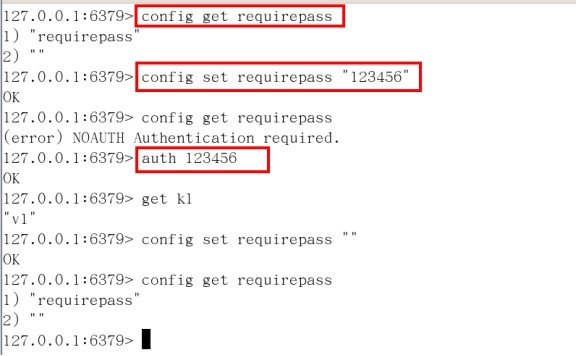 127.0.0.1:6379> config get requirepass
1) "requirepass"
2) ""
127.0.0.1:6379> config set requirepass "123456"
OK
127.0.0.1:6379> config get requirepass
(error) NOAUTH Authentication required.
127.0.0.1:6379> auth 123456
OK
127.0.0.1:6379> get k1
"v1"
127.0.0.1:6379> config set requirepass ""
OK
127.0.0.1:6379> config get requirepass
1) "requirepass"
2) ""
127.0.0.1:6379>